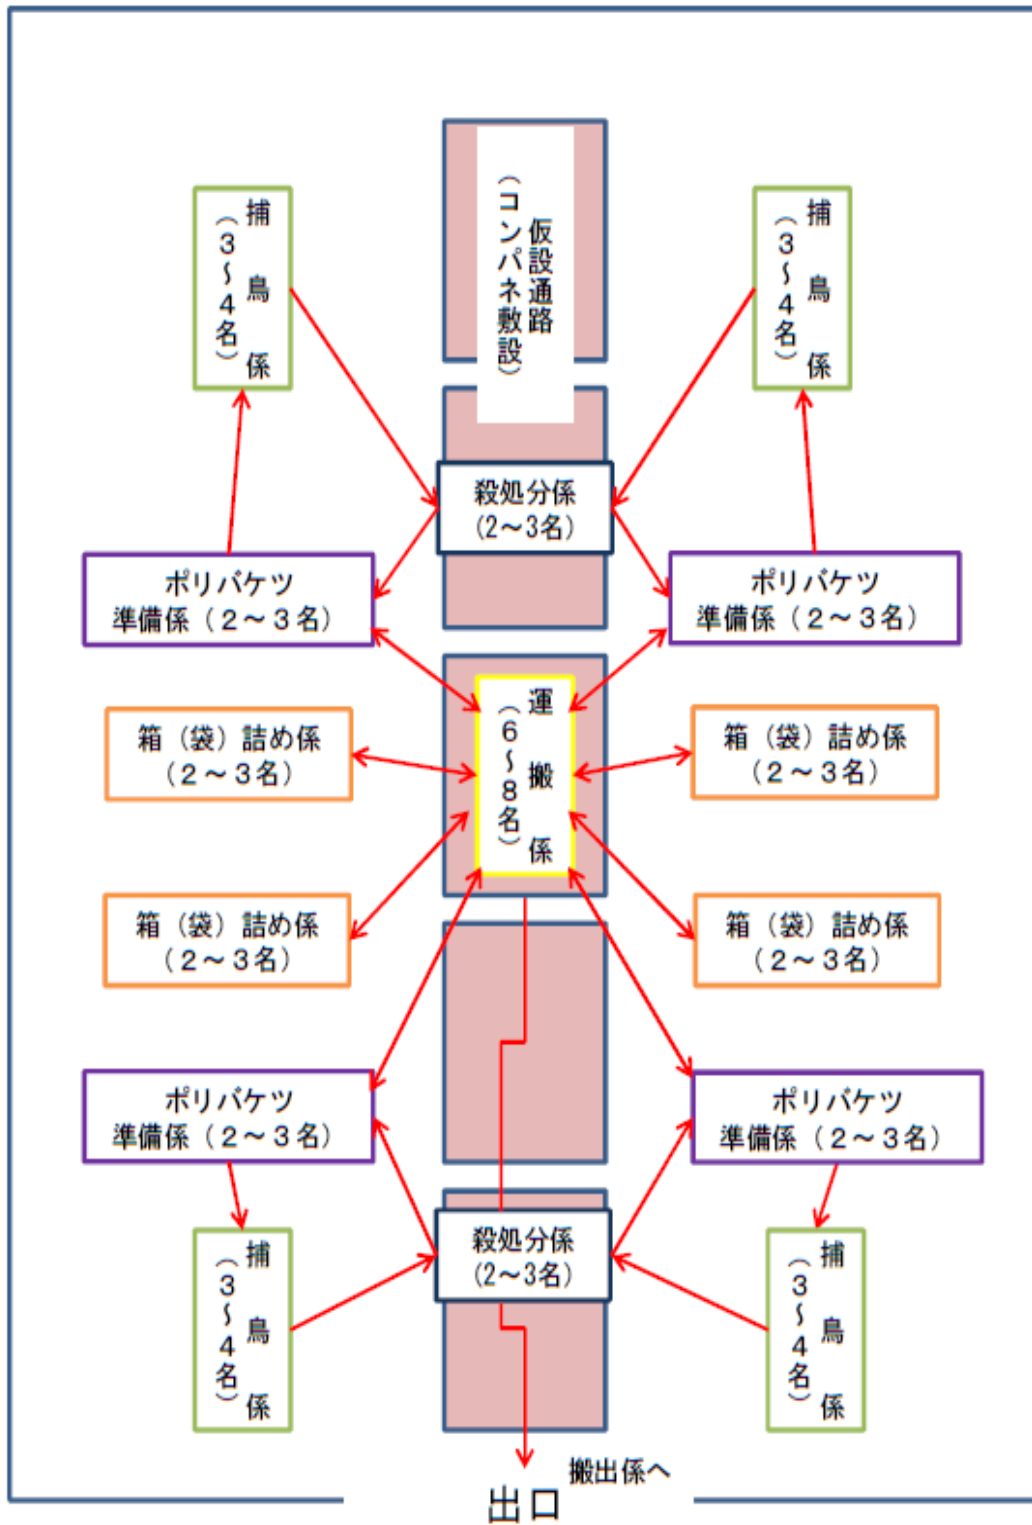 仮設通路
（コンパネ敷設）
捕鳥係
（３～４名）
捕鳥係
（３～４名）
殺処分係
(2～3名)
ポリバケツ
準備係（２～３名）
ポリバケツ
準備係（２～３名）
運搬係
（６～８名）
箱（袋）詰め係
（２～３名）
箱（袋）詰め係
（２～３名）
箱（袋）詰め係
（２～３名）
箱（袋）詰め係
（２～３名）
ポリバケツ
準備係（２～３名）
ポリバケツ
準備係（２～３名）
殺処分係
(2～3名)
捕鳥係
（３～４名）
捕鳥係
（３～４名）
搬出係へ
出口